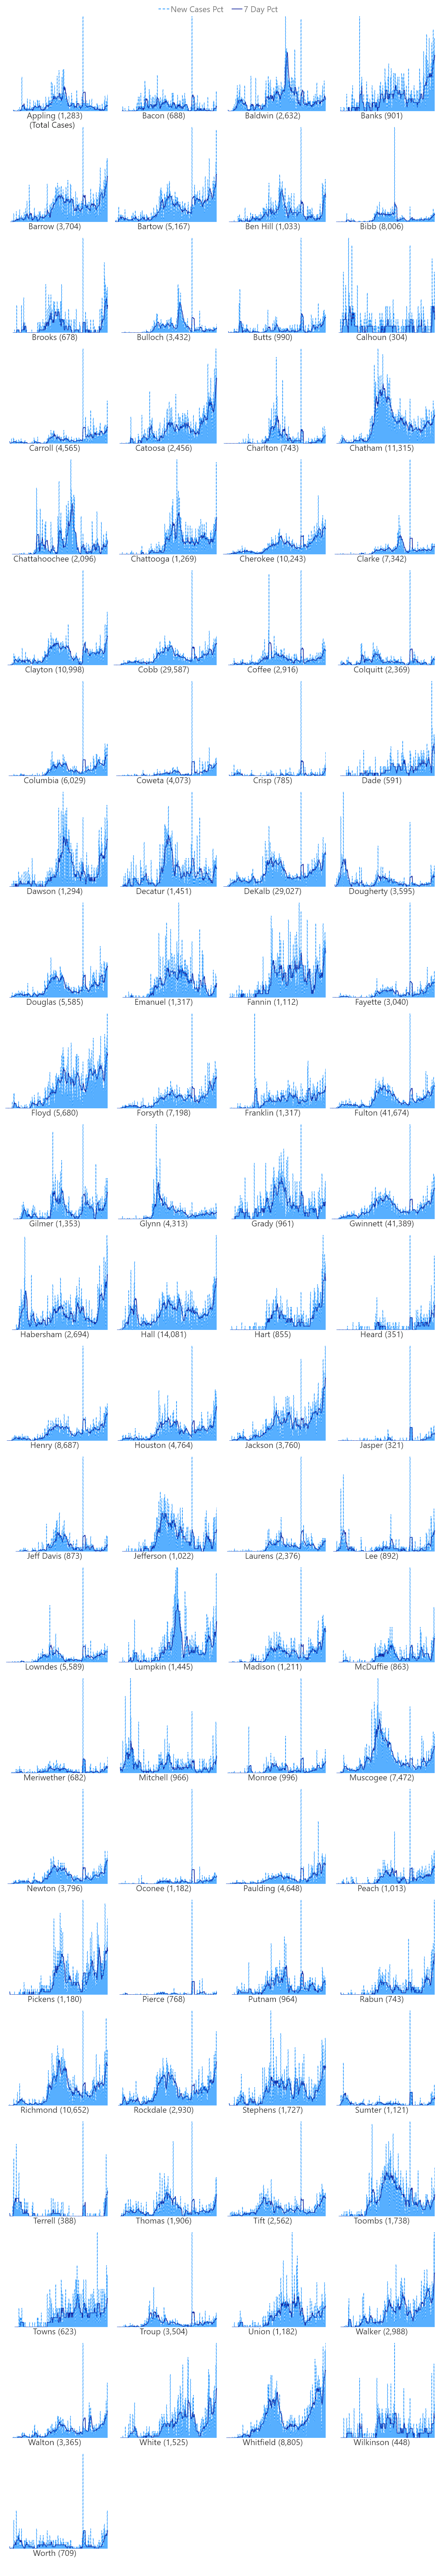 New Cases Pct 7 Day Pct
Appling (1,283) Bacon (688) Baldwin (2,632) Banks (901)
(Total Cases)
Barrow (3,704) Bartow (5,167) Ben Hill (1,033) Bibb (8,006)
Brooks (678) Bulloch (3,432) Butts (990) Calhoun (304)
Carroll (4,565) Catoosa (2,456) Charlton (743) Chatham (11,315)
Chattahoochee (2,096) Chattooga (1,269) Cherokee (10,243) Clarke (7,342)
Clayton (10,998) Cobb (29,587) Coffee (2,916) Colquitt (2,369)
Columbia (6,029) Coweta (4,073) Crisp (785) Dade (591)
Dawson (1,294) Decatur (1,451) DeKalb (29,027) Dougherty (3,595)
Douglas (5,585) Emanuel (1,317) Fannin (1,112) Fayette (3,040)
Floyd (5,680) Forsyth (7,198) Franklin (1,317) Fulton (41,674)
Gilmer (1,353) Glynn (4,313) Grady (961) Gwinnett (41,389)
Habersham (2,694) Hall (14,081) Hart (855) Heard (351)
Henry (8,687) Houston (4,764) Jackson (3,760) Jasper (321)
Jeff Davis (873) Jefferson (1,022) Laurens (2,376) Lee (892)
Lowndes (5,589) Lumpkin (1,445) Madison (1,211) McDuffie (863)
Meriwether (682) Mitchell (966) Monroe (996) Muscogee (7,472)
Newton (3,796) Oconee (1,182) Paulding (4,648) Peach (1,013)
Pickens (1,180) Pierce (768) Putnam (964) Rabun (743)
Richmond (10,652) Rockdale (2,930) Stephens (1,727) Sumter (1,121)
Terrell (388) Thomas (1,906) Tift (2,562) Toombs (1,738)
Towns (623) Troup (3,504) Union (1,182) Walker (2,988)
Walton (3,365) White (1,525) Whitfield (8,805) Wilkinson (448)
Worth (709)